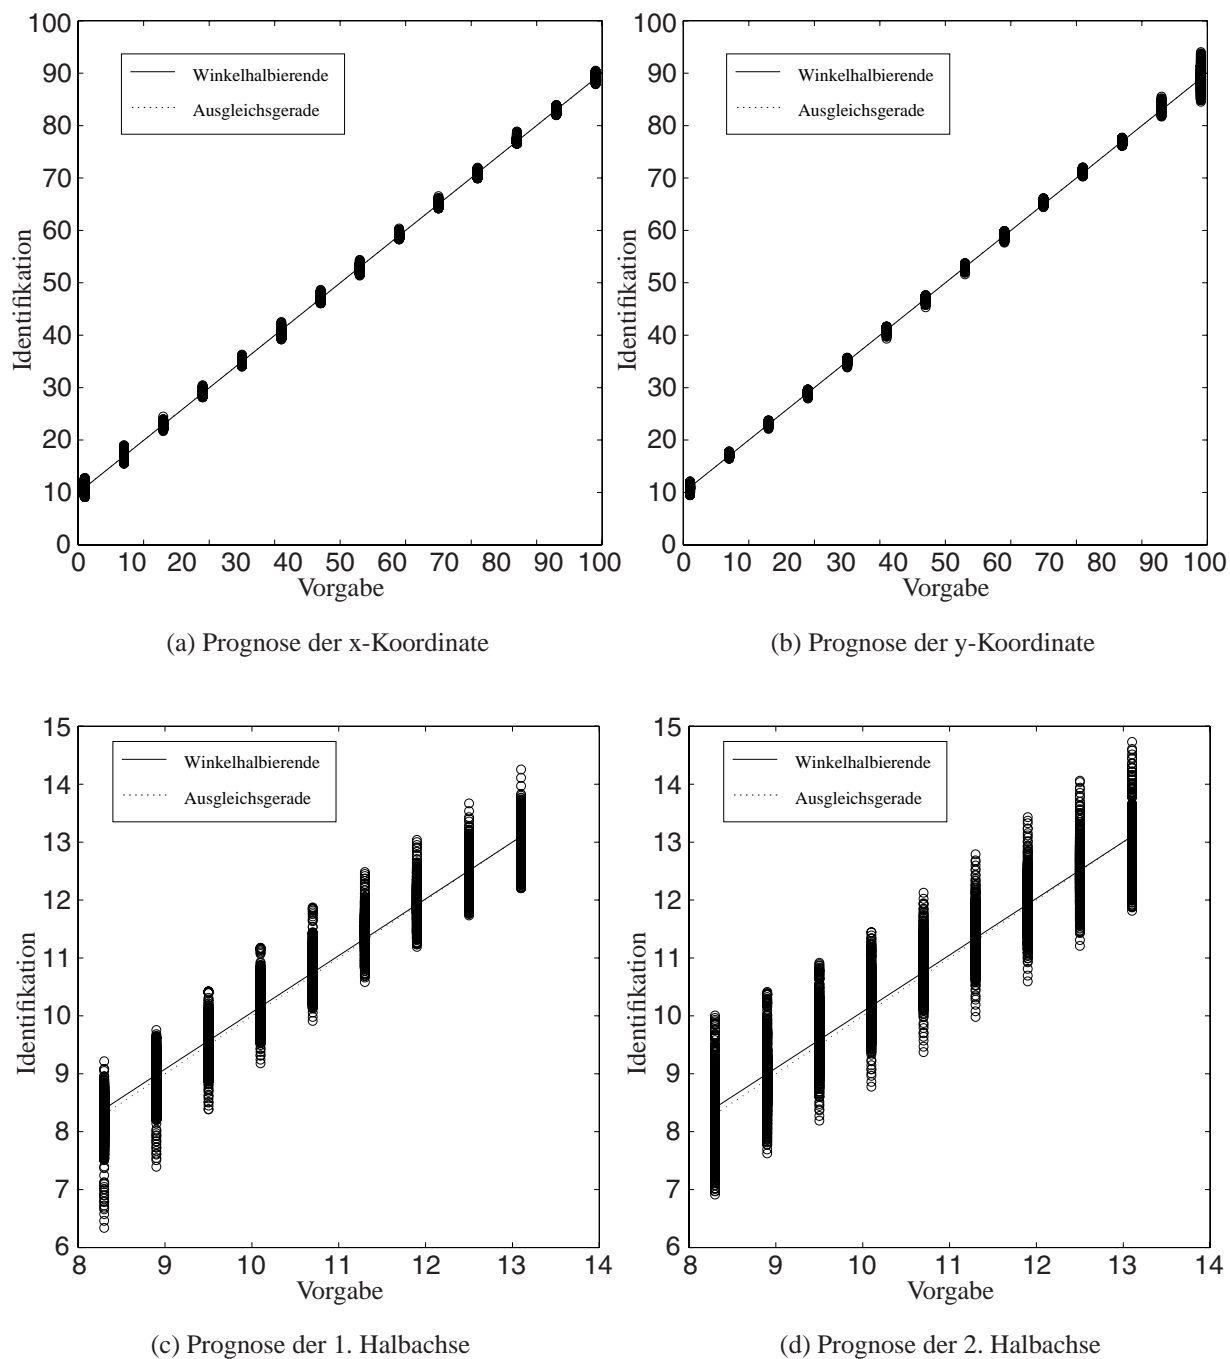 100
90
80
70
60
50
40
30
20
10
0
Identifikation
Winkelhalbierende
Ausgleichsgerade
0 10 20 30 40 50 60 70 80 90 100
Vorgabe
(a) Prognose der x-Koordinate
100
90
80
70
60
50
40
30
20
10
0
Identifikation
Winkelhalbierende
Ausgleichsgerade
0 10 20 30 40 50 60 70 80 90 100
Vorgabe
(b) Prognose der y-Koordinate
15
14
13
12
11
10
9
8
7
6
Identifikation
Winkelhalbierende
Ausgleichsgerade
8 9 10 11 12 13 14
Vorgabe
(c) Prognose der 1. Halbachse
15
14
13
12
11
10
9
8
7
6
Identifikation
Winkelhalbierende
Ausgleichsgerade
8 9 10 11 12 13 14
Vorgabe
(d) Prognose der 2. Halbachse